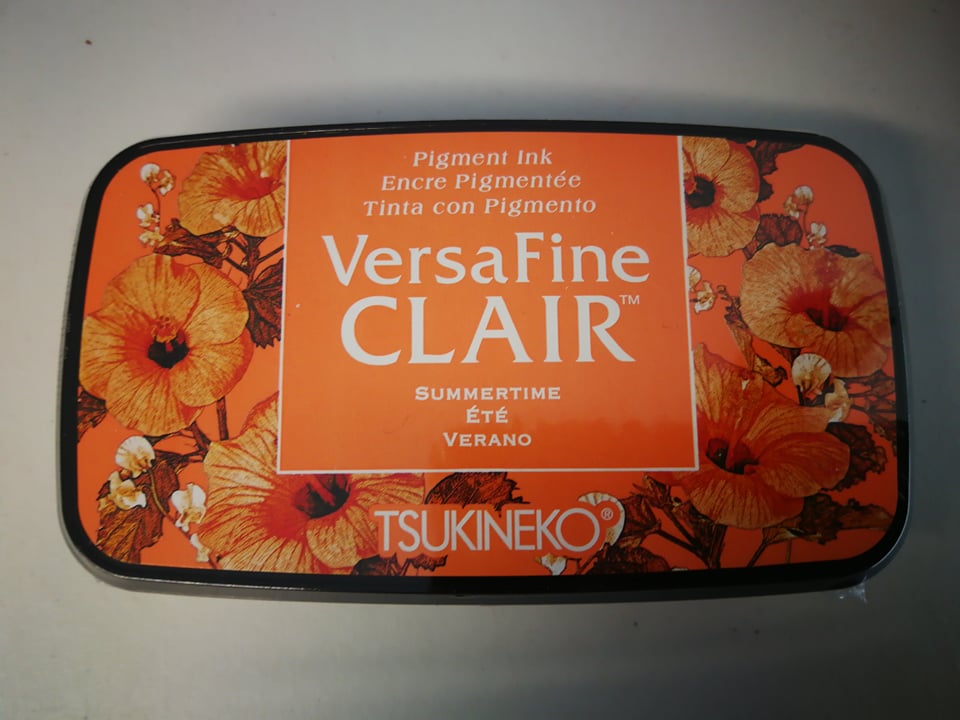 Pigment Ink
Encre Pigmentée
Tinta con Pigmento
VersaFine
CLAIR™
SUMMERTIME
ÉTÉ
VERANO
TSUKINEKO®